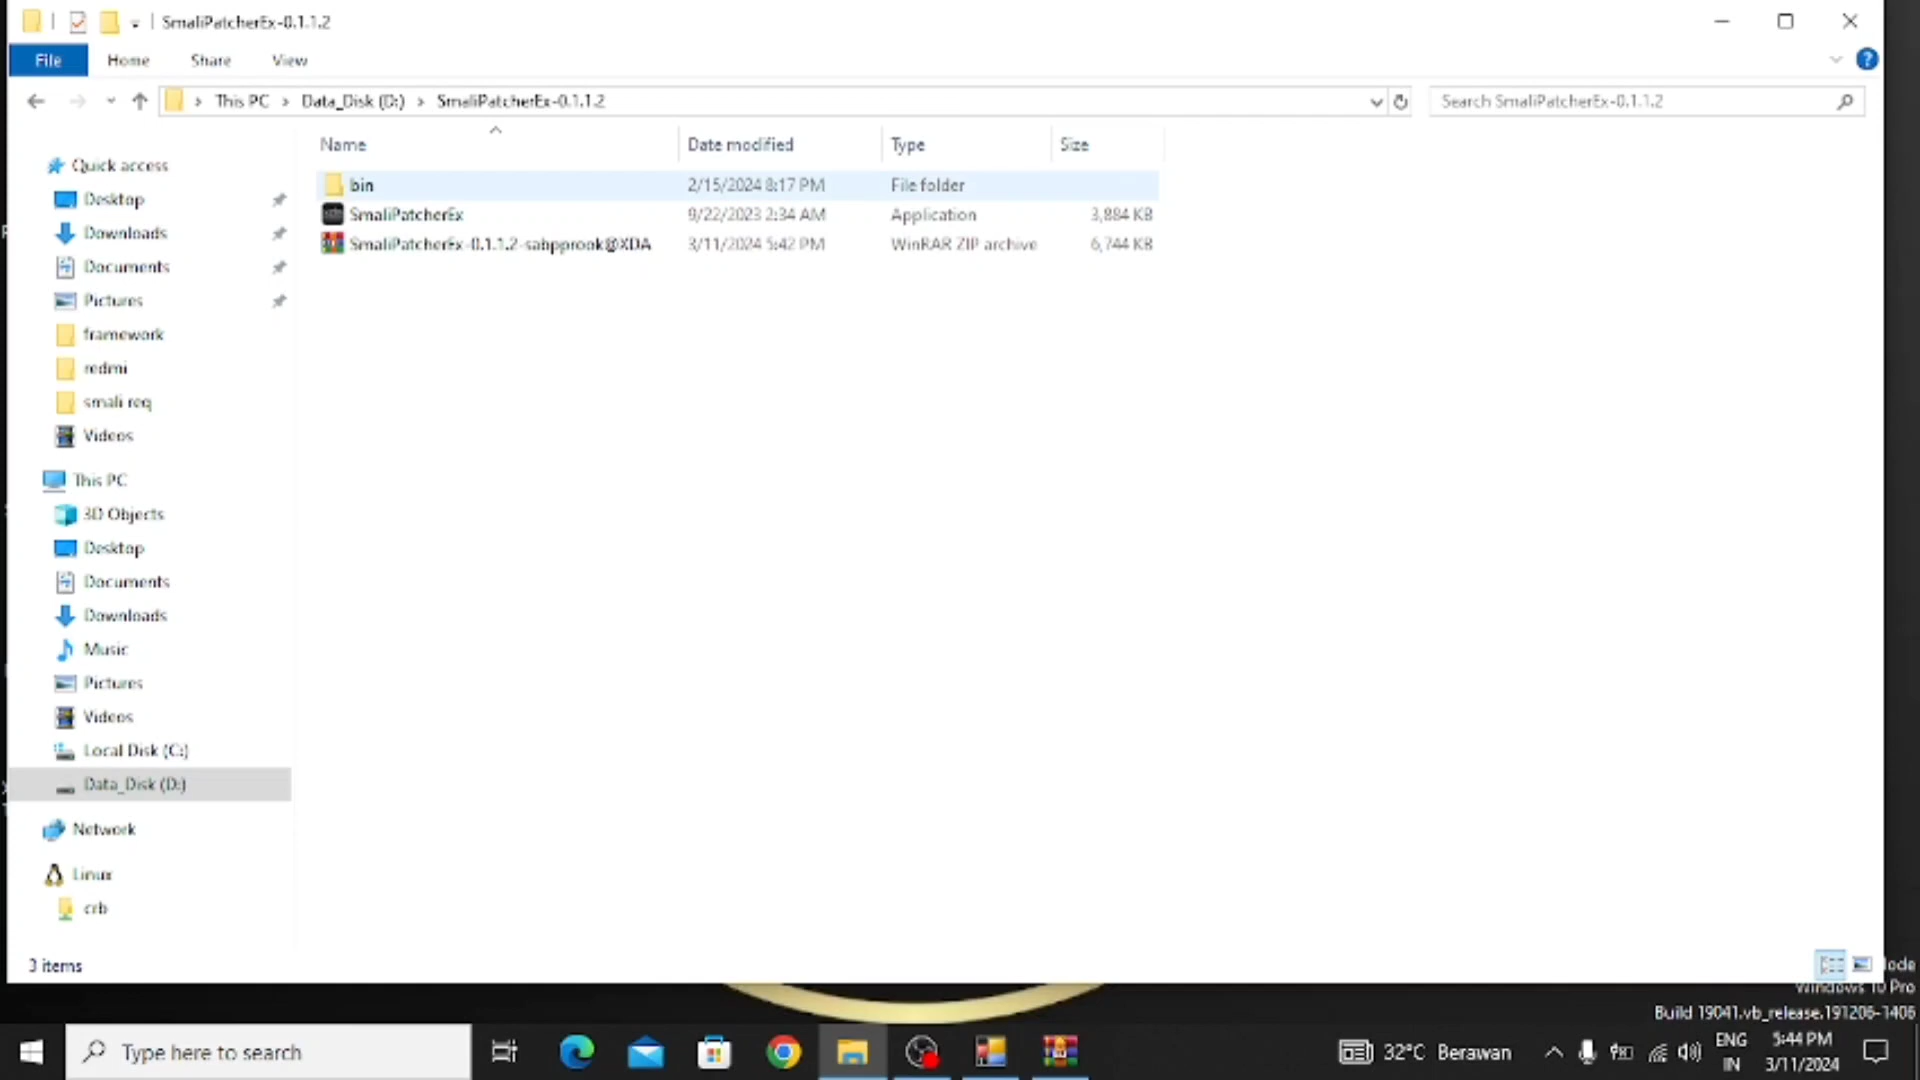 SmaliPatcherEx-0.1.1.2
File Home Share View
This PC Data_Disk (D:) SmaliPatcherEx-0.1.1.2
Search SmaliPatcherEx-0.1.1.2
Name Date modified Type Size
bin 2/15/2024 8:17 PM File folder
SmaliPatcherEx 9/22/2023 2:34 AM Application 3,884 KB
SmaliPatcherEx-0.1.1.2-sabpprook@XDA 3/11/2024 5:42 PM WinRAR ZIP archive 6,744 KB
Quick access
Desktop
Downloads
Documents
Pictures
framework
redmi
smali req
Videos
This PC
3D Objects
Desktop
Documents
Downloads
Music
Pictures
Videos
Local Disk (C:)
Data_Disk (D:)
Network
Linux
crb
3 items
lode
Windows 10 Pro
Build 19041.vb_release.191206-1406
Type here to search
32°C Berawan
ENG
IN
5:44 PM
3/11/2024